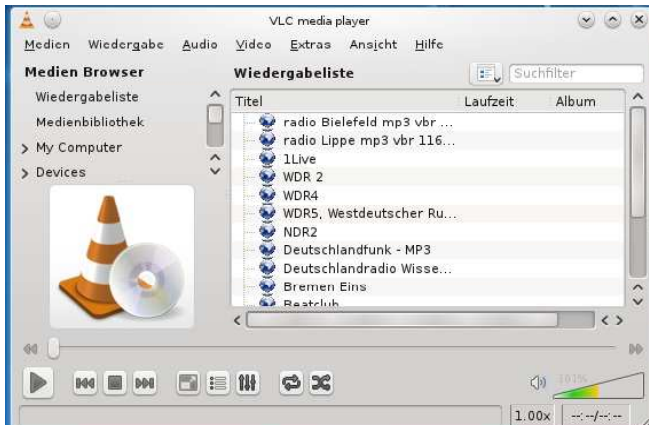 VLC media player
Medien Wiedergabe Audio Video Extras Ansicht Hilfe
Medien Browser
Wiedergabeliste
Suchfilter
Wiedergabeliste
Medienbibliothek
My Computer
Devices
Titel Laufzeit Album
radio Bielefeld mp3 vbr ...
radio Lippe mp3 vbr 116...
1Live
WDR 2
WDR4
WDR5, Westdeutscher Ru...
NDR2
Deutschlandfunk - MP3
Deutschlandradio Wisse...
Bremen Eins
Beatclub
101%
1.00x --:--/--:--